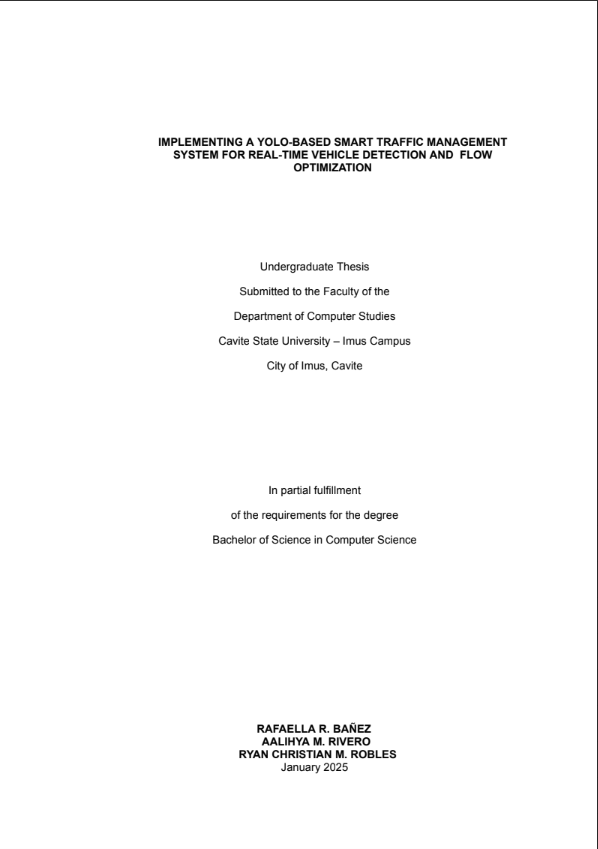 IMPLEMENTING A YOLO-BASED SMART TRAFFIC MANAGEMENT
SYSTEM FOR REAL-TIME VEHICLE DETECTION AND FLOW
OPTIMIZATION
Undergraduate Thesis
Submitted to the Faculty of the
Department of Computer Studies
Cavite State University – Imus Campus
City of Imus, Cavite
In partial fulfillment
of the requirements for the degree
Bachelor of Science in Computer Science
RAFAELLA R. BAÑEZ
AALIHYA M. RIVERO
RYAN CHRISTIAN M. ROBLES
January 2025